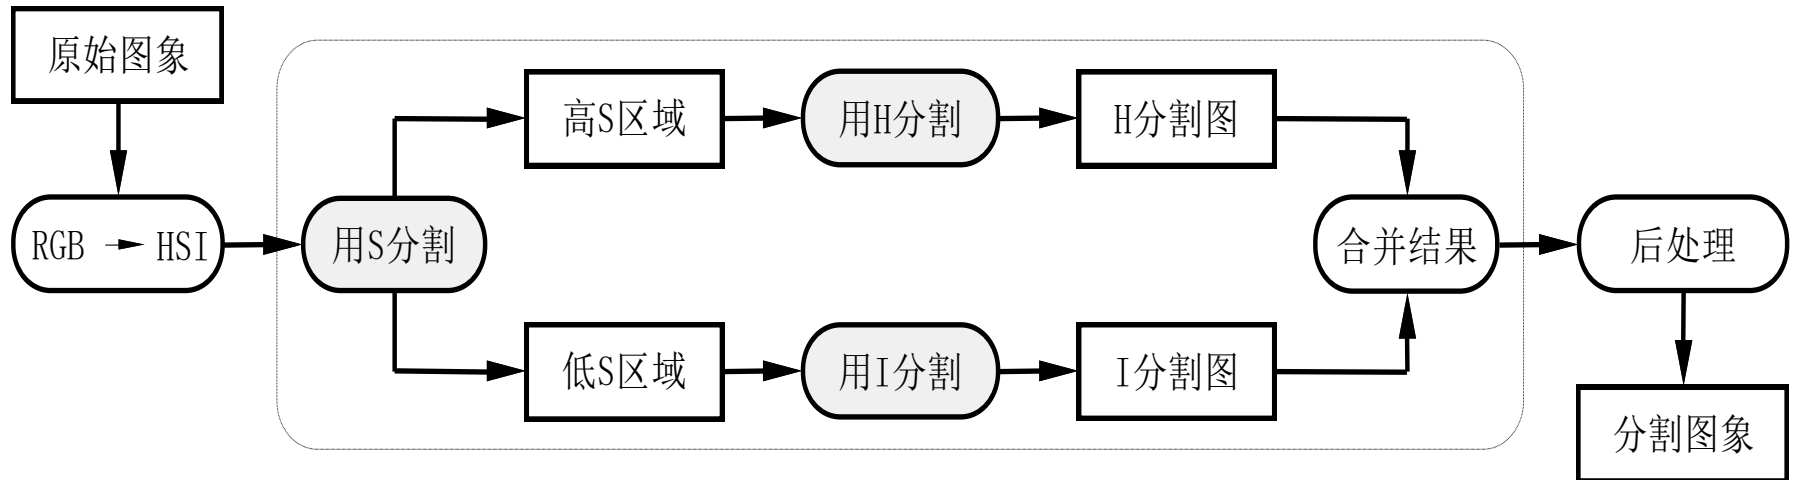 原始图象
RGB → HSI
用S分割
高S区域
用H分割
H分割图
低S区域
用I分割
I分割图
合并结果
后处理
分割图象